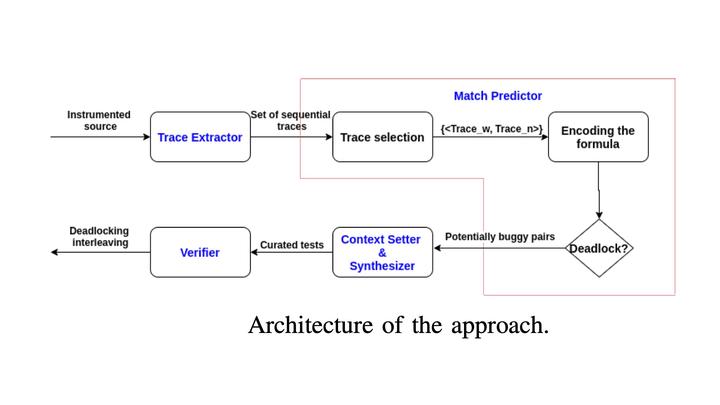 Match Predictor
Instrumented
source
Trace Extractor
Set of sequential
traces
Trace selection
{<Trace_w, Trace_n>}
Encoding the
formula
Deadlock?
Potentially buggy pairs
Context Setter
&
Synthesizer
Curated tests
Verifier
Deadlocking
interleaving
Architecture of the approach.